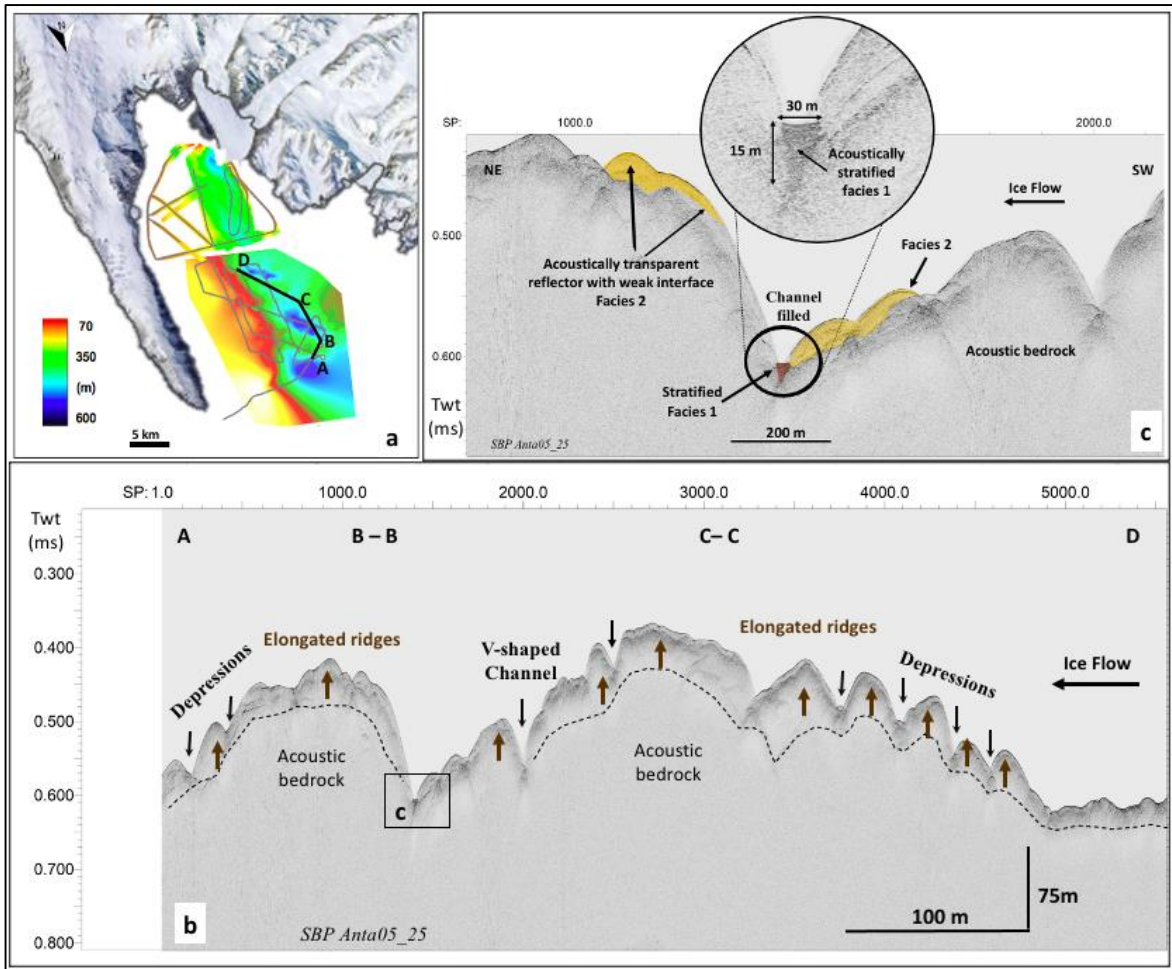 N
D
C
B
A
70
350
(m)
600
5 km
a
SP:
1000.0
2000.0
30 m
15 m
Acoustically
stratified
facies 1
NE
SW
Ice Flow
0.500
Acoustically transparent
reflector with weak interface
Facies 2
Facies 2
Channel
filled
0.600
Acoustic bedrock
Stratified
Facies 1
Twt
(ms)
200 m
SBP Anta05_25
c
SP: 1.0
1000.0
2000.0
3000.0
4000.0
5000.0
Twt
(ms)
A
B – B
C– C
D
0.300
0.400
0.500
0.600
0.700
0.800
Elongated ridges
V-shaped
Channel
Elongated ridges
Depressions
Depressions
Ice Flow
Acoustic
bedrock
Acoustic
bedrock
c
75m
100 m
b
SBP Anta05_25